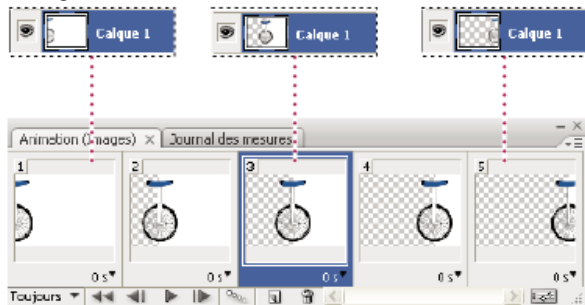 Calque 1
Calque 1
Calque 1
Animation (Images) × Journal des mesures
1
2
3
4
5
0 s
0 s
0 s
0 s
0 s
Toujours